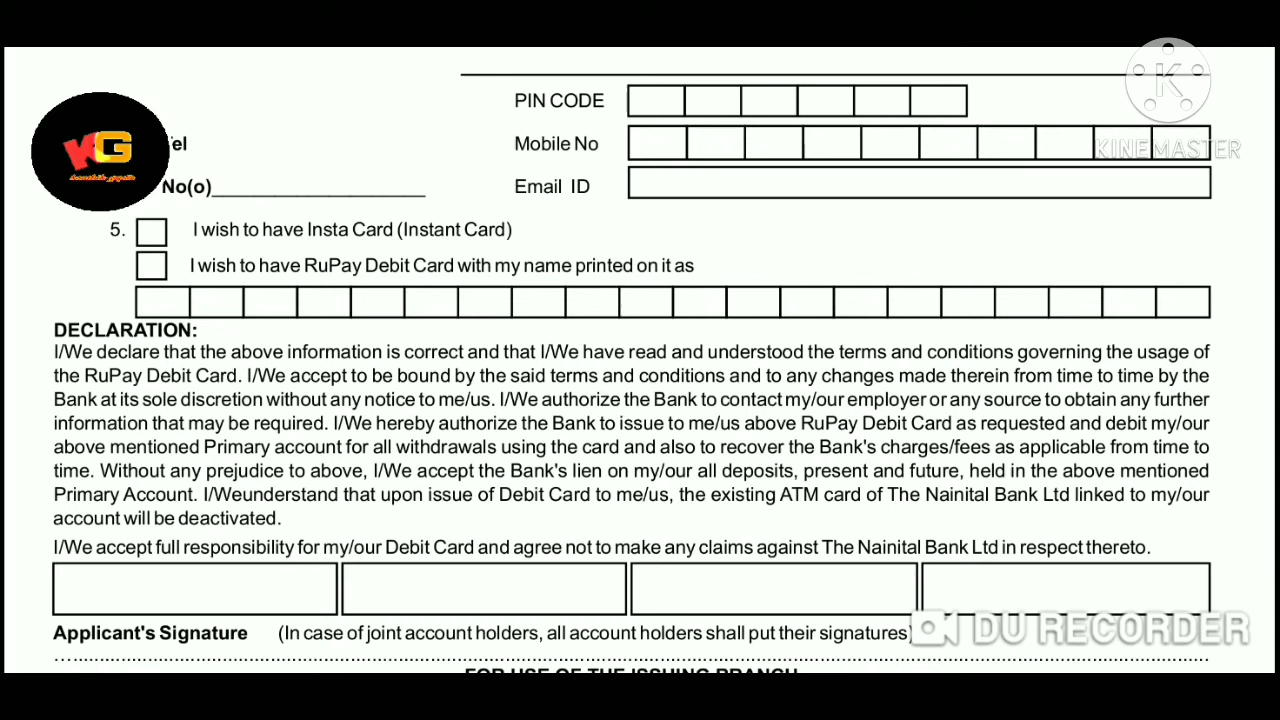 PIN CODE
Tel
Mobile No
KINEMASTER
No(o)
Email ID
KG
5. I wish to have Insta Card (Instant Card)
I wish to have RuPay Debit Card with my name printed on it as
DECLARATION:
I/We declare that the above information is correct and that I/We have read and understood the terms and conditions governing the usage of
the RuPay Debit Card. I/We accept to be bound by the said terms and conditions and to any changes made therein from time to time by the
Bank at its sole discretion without any notice to me/us. I/We authorize the Bank to contact my/our employer or any source to obtain any further
information that may be required. I/We hereby authorize the Bank to issue to me/us above RuPay Debit Card as requested and debit my/our
above mentioned Primary account for all withdrawals using the card and also to recover the Bank's charges/fees as applicable from time to
time. Without any prejudice to above, I/We accept the Bank's lien on my/our all deposits, present and future, held in the above mentioned
Primary Account. I/Weunderstand that upon issue of Debit Card to me/us, the existing ATM card of The Nainital Bank Ltd linked to my/our
account will be deactivated.
I/We accept full responsibility for my/our Debit Card and agree not to make any claims against The Nainital Bank Ltd in respect thereto.
Applicant's Signature (In case of joint account holders, all account holders shall put their signatures)
DU RECORDER
FOR USE OF THE ISSUING BRANCH